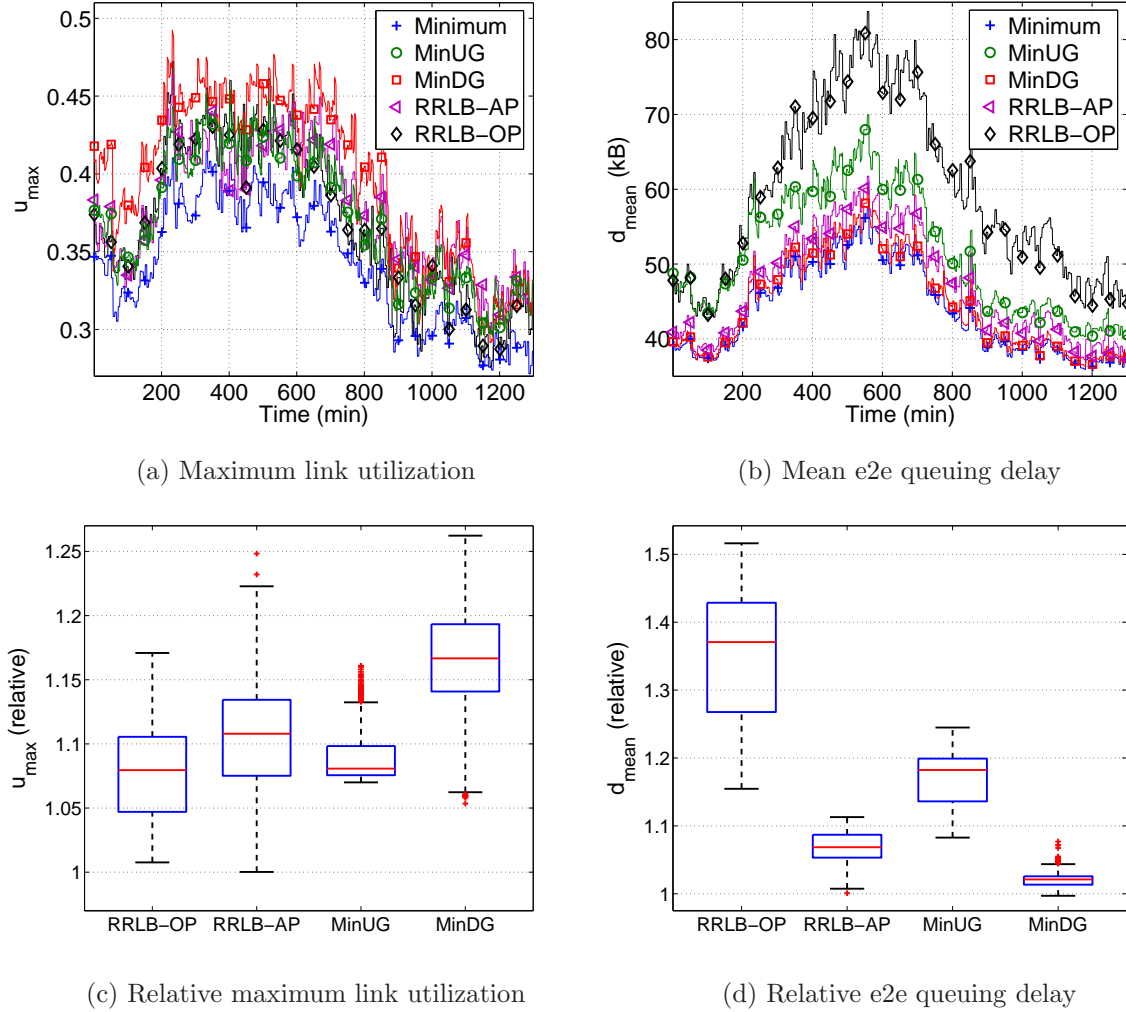 0.5
0.45
0.4
0.35
0.3
u_max
200 400 600 800 1000 1200
Time (min)
Minimum
MinUG
MinDG
RRLB−AP
RRLB−OP
(a) Maximum link utilization
80
70
60
50
40
d_mean (kB)
200 400 600 800 1000 1200
Time (min)
Minimum
MinUG
MinDG
RRLB−AP
RRLB−OP
(b) Mean e2e queuing delay
1.25
1.2
1.15
1.1
1.05
1
u_max (relative)
RRLB−OP RRLB−AP MinUG MinDG
(c) Relative maximum link utilization
1.5
1.4
1.3
1.2
1.1
1
d_mean (relative)
RRLB−OP RRLB−AP MinUG MinDG
(d) Relative e2e queuing delay